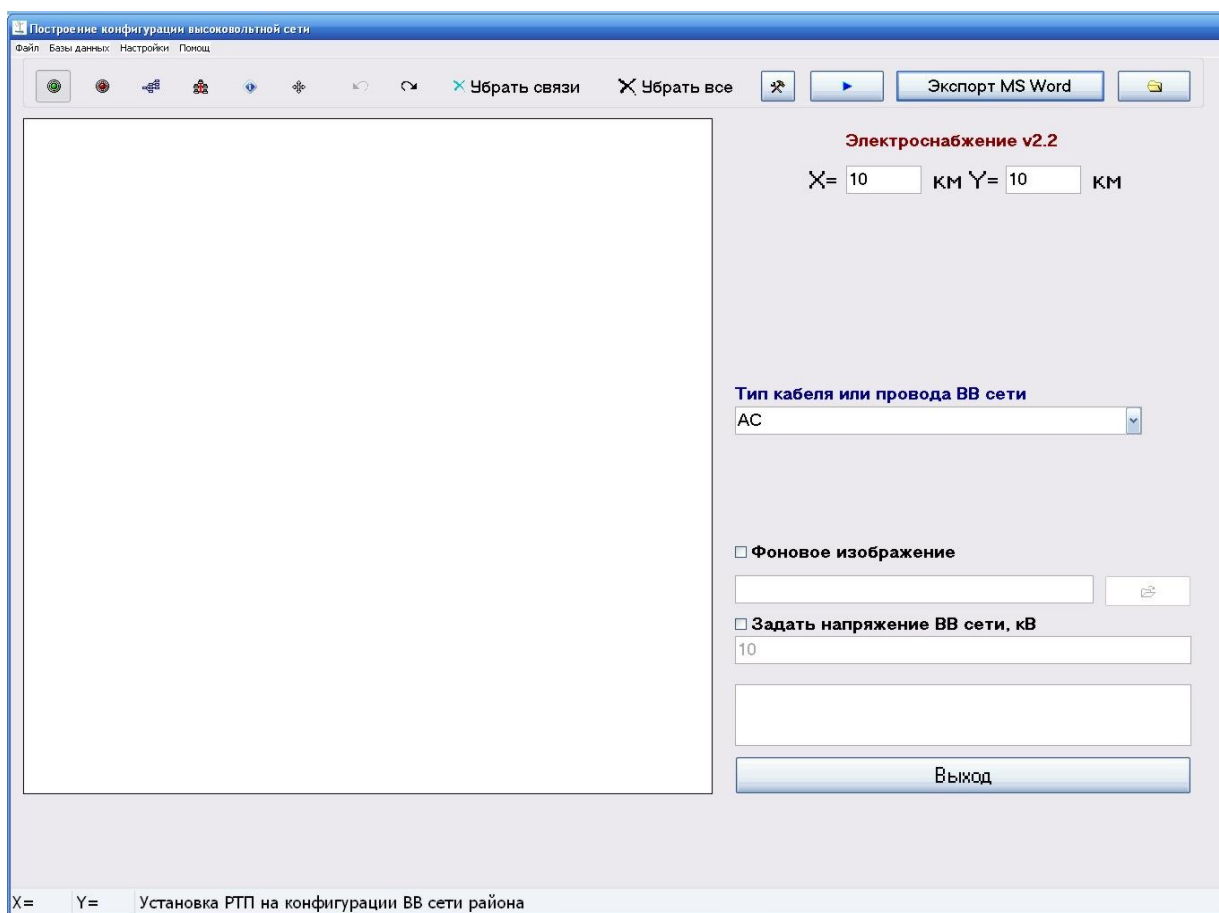 Построение конфигурации высоковольтной сети
Файл Базы данных Настройки Помощ
Убрать связи Убрать все Экспорт MS Word
Электроснабжение v2.2
X= 10 км Y= 10 км
Тип кабеля или провода ВВ сети
АС
Фоновое изображение
Задать напряжение ВВ сети, кВ
10
Выход
X= Y= Установка РТП на конфигурации ВВ сети района